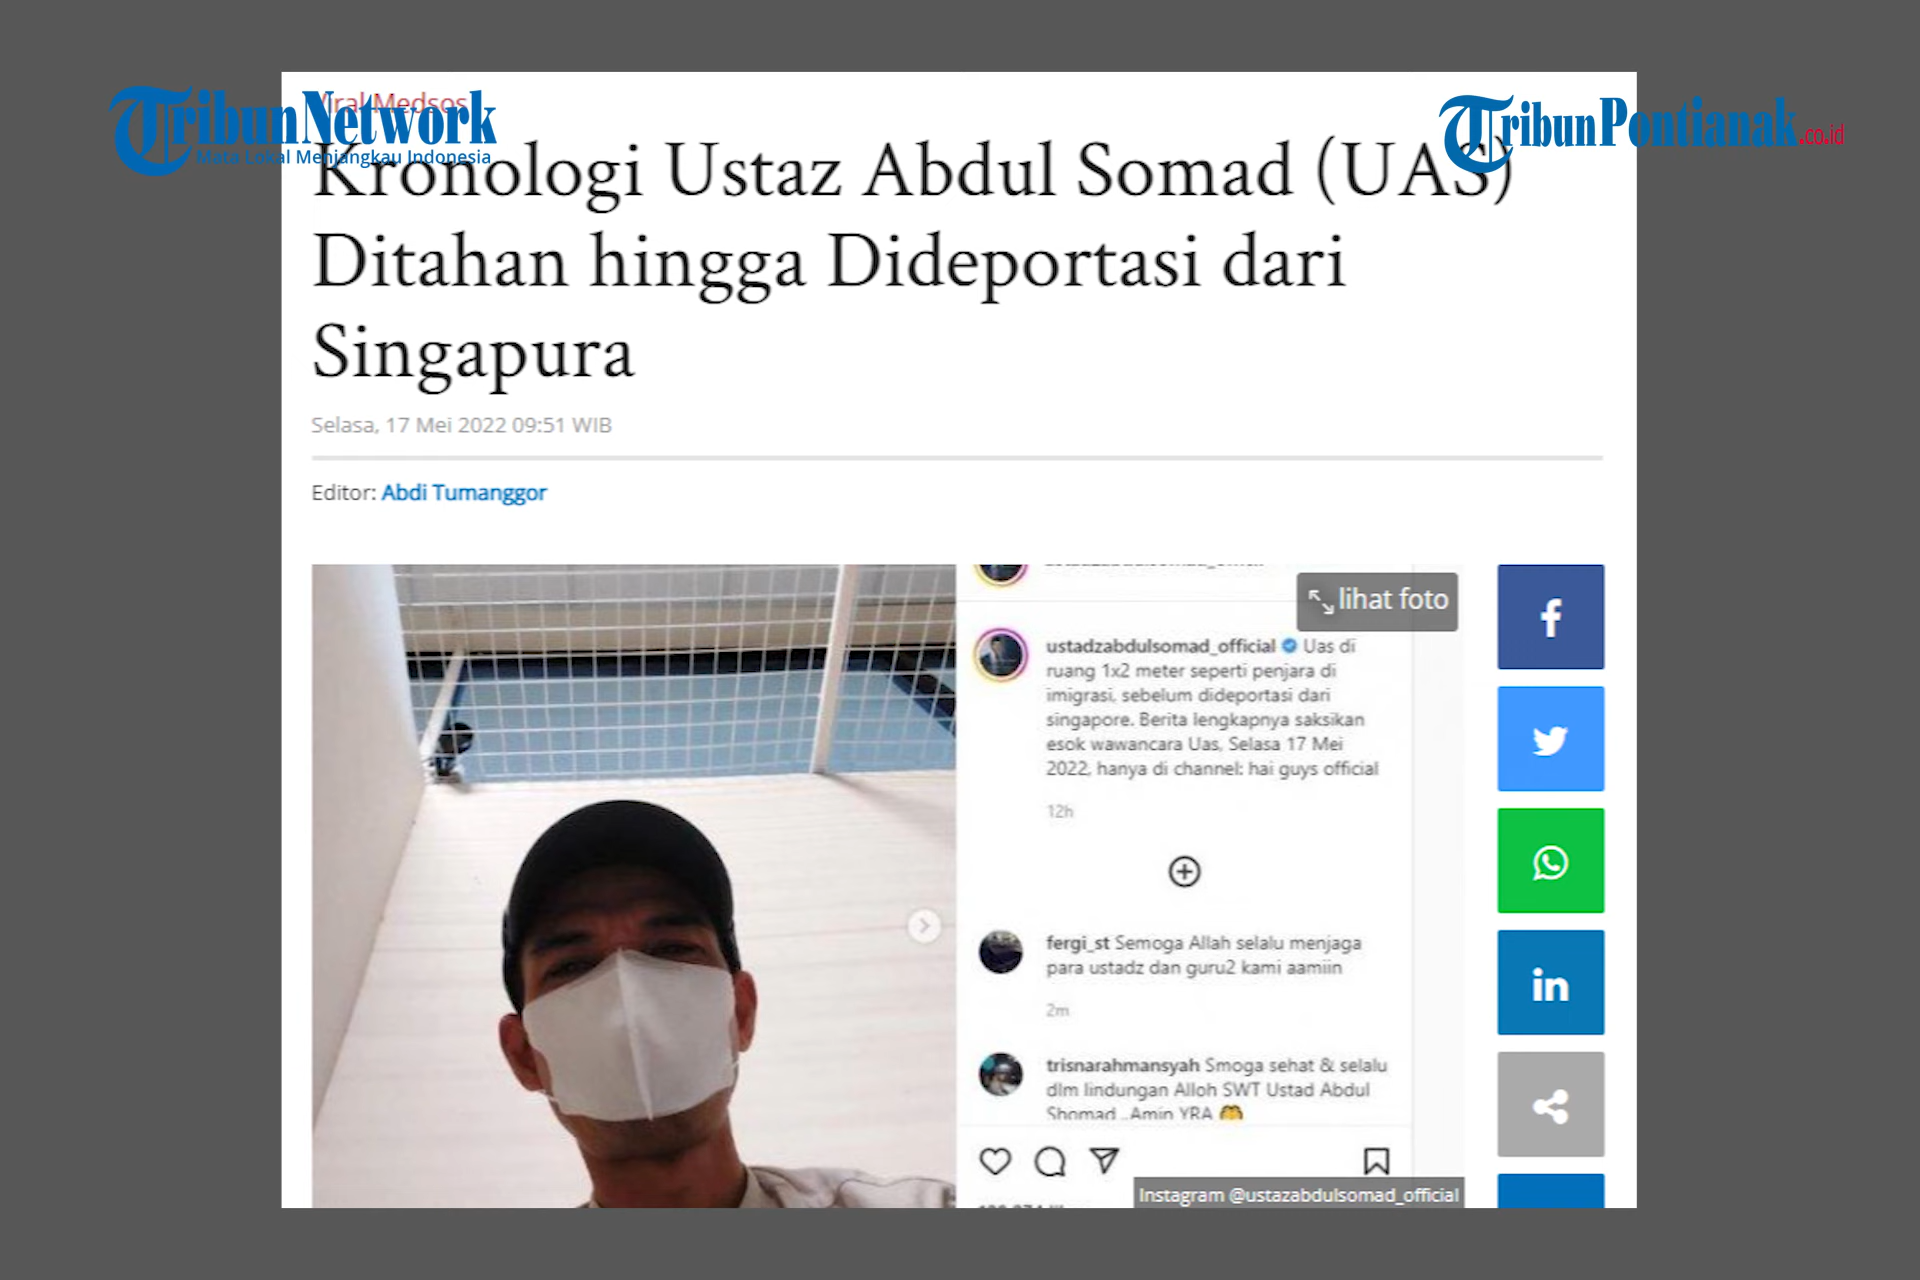 Viral Medsos
TribunNetwork
Mata Lokal Menjangkau Indonesia
TribunPontianak.co.id
Kronologi Ustaz Abdul Somad (UAS)
Ditahan hingga Dideportasi dari
Singapura
Selasa, 17 Mei 2022 09:51 WIB
Editor: Abdi Tumanggor
lihat foto
ustadzabdulsomad_official Uas di
ruang 1x2 meter seperti penjara di
imigrasi, sebelum dideportasi dari
singapore. Berita lengkapnya saksikan
esok wawancara Uas, Selasa 17 Mei
2022, hanya di channel: hai guys official
12h
fergi_st Semoga Allah selalu menjaga
para ustadz dan guru2 kami aamiin
2m
trisnarahmansyah Smoga sehat & selalu
dlm lindungan Alloh SWT Ustad Abdul
Shomad ..Amin YRA
Instagram @ustazabdulsomad_official